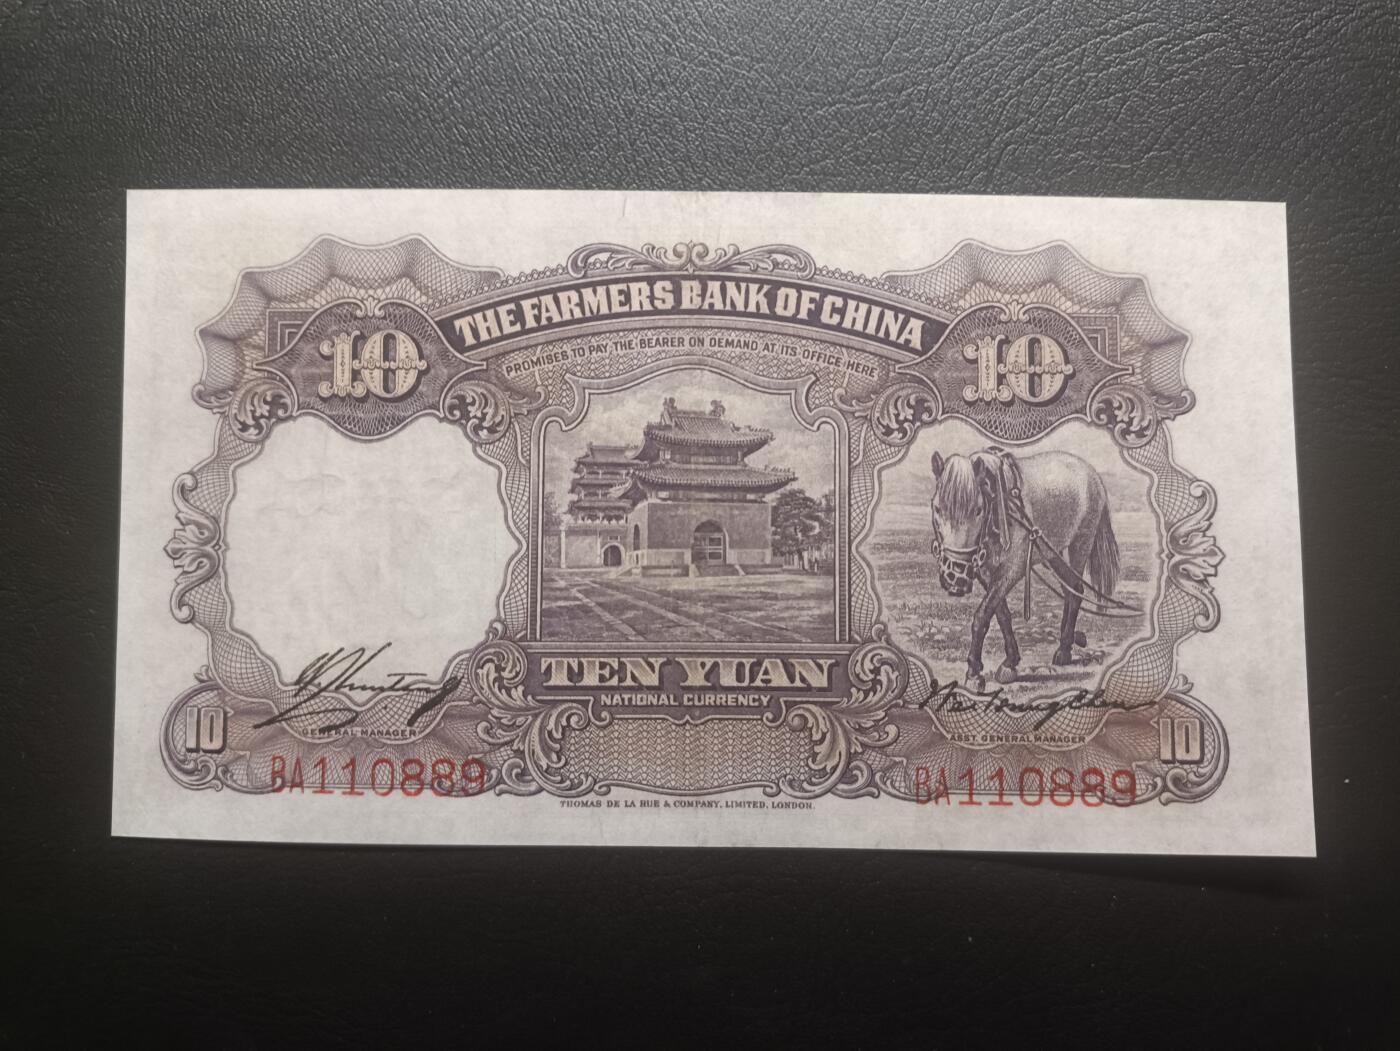 THE FARMERS BANK OF CHINA
PROMISES TO PAY THE BEARER ON DEMAND AT ITS OFFICE HERE
10
10
TEN YUAN
NATIONAL CURRENCY
GENERAL MANAGER
ASST. GENERAL MANAGER
10
10
BA110889
BA110889
THOMAS DE LA RUE & COMPANY, LIMITED, LONDON.